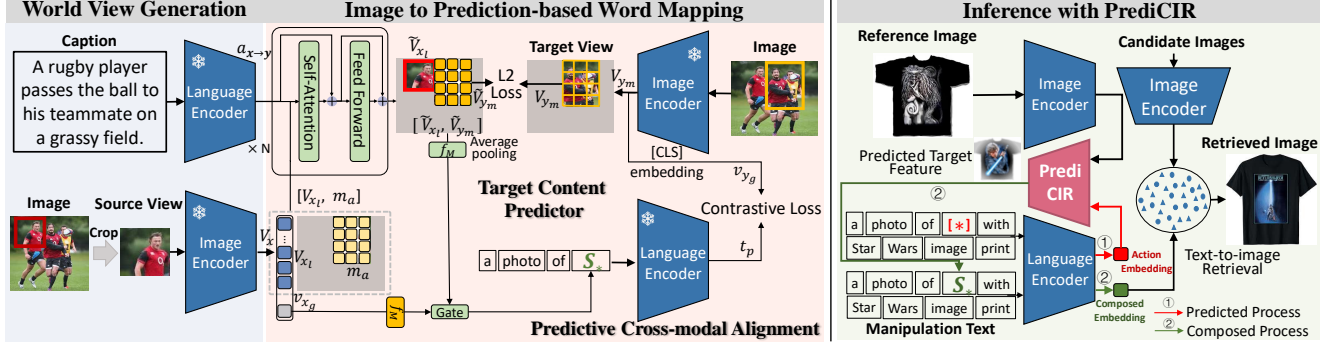 World View Generation
Image to Prediction-based Word Mapping
Inference with PrediCIR
Caption
A rugby player
passes the ball to
his teammate on
a grassy field.
Language
Encoder
a_{x→y}
× N
Self-Attention
Feed Forward
Ṽ_{x_l}
Ṽ_{y_m}
[Ṽ_{x_l}, Ṽ_{y_m}]
L2
Loss
Target View
V_{y_m}
V_{y_m}
Image
Encoder
Image
Average
pooling
f_M
[CLS]
embedding
v_{y_g}
Target Content
Predictor
Contrastive Loss
t_p
Image
Source View
Crop
Image
Encoder
V_x
[V_{x_l}, m_a]
V_{x_l}
m_a
v_{x_g}
f_M
Gate
a photo of S_*
Language
Encoder
Predictive Cross-modal Alignment
Reference Image
Candidate Images
Image
Encoder
Image
Encoder
Predicted Target
Feature
Predi
CIR
Retrieved Image
②
a photo of [*] with
Star Wars image print
a photo of S_* with
Star Wars image print
Manipulation Text
Language
Encoder
①
Action
Embedding
②
Composed
Embedding
Text-to-image
Retrieval
① Predicted Process
② Composed Process